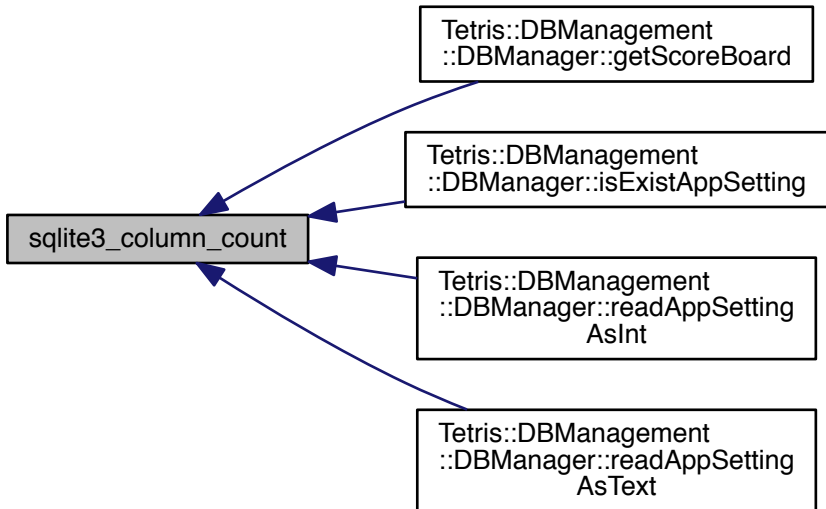 Tetris::DBManagement
::DBManager::getScoreBoard
Tetris::DBManagement
::DBManager::isExistAppSetting
sqlite3_column_count
Tetris::DBManagement
::DBManager::readAppSetting
AsInt
Tetris::DBManagement
::DBManager::readAppSetting
AsText